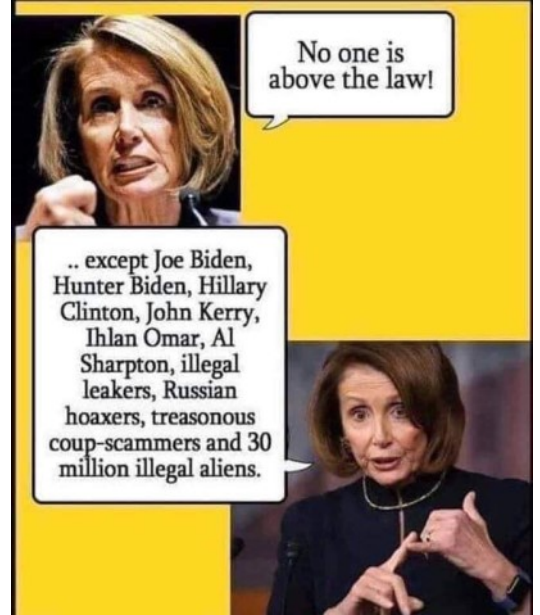 No one is
above the law!
.. except Joe Biden,
Hunter Biden, Hillary
Clinton, John Kerry,
Ihlan Omar, Al
Sharpton, illegal
leakers, Russian
hoaxers, treasonous
coup-scammers and 30
million illegal aliens.